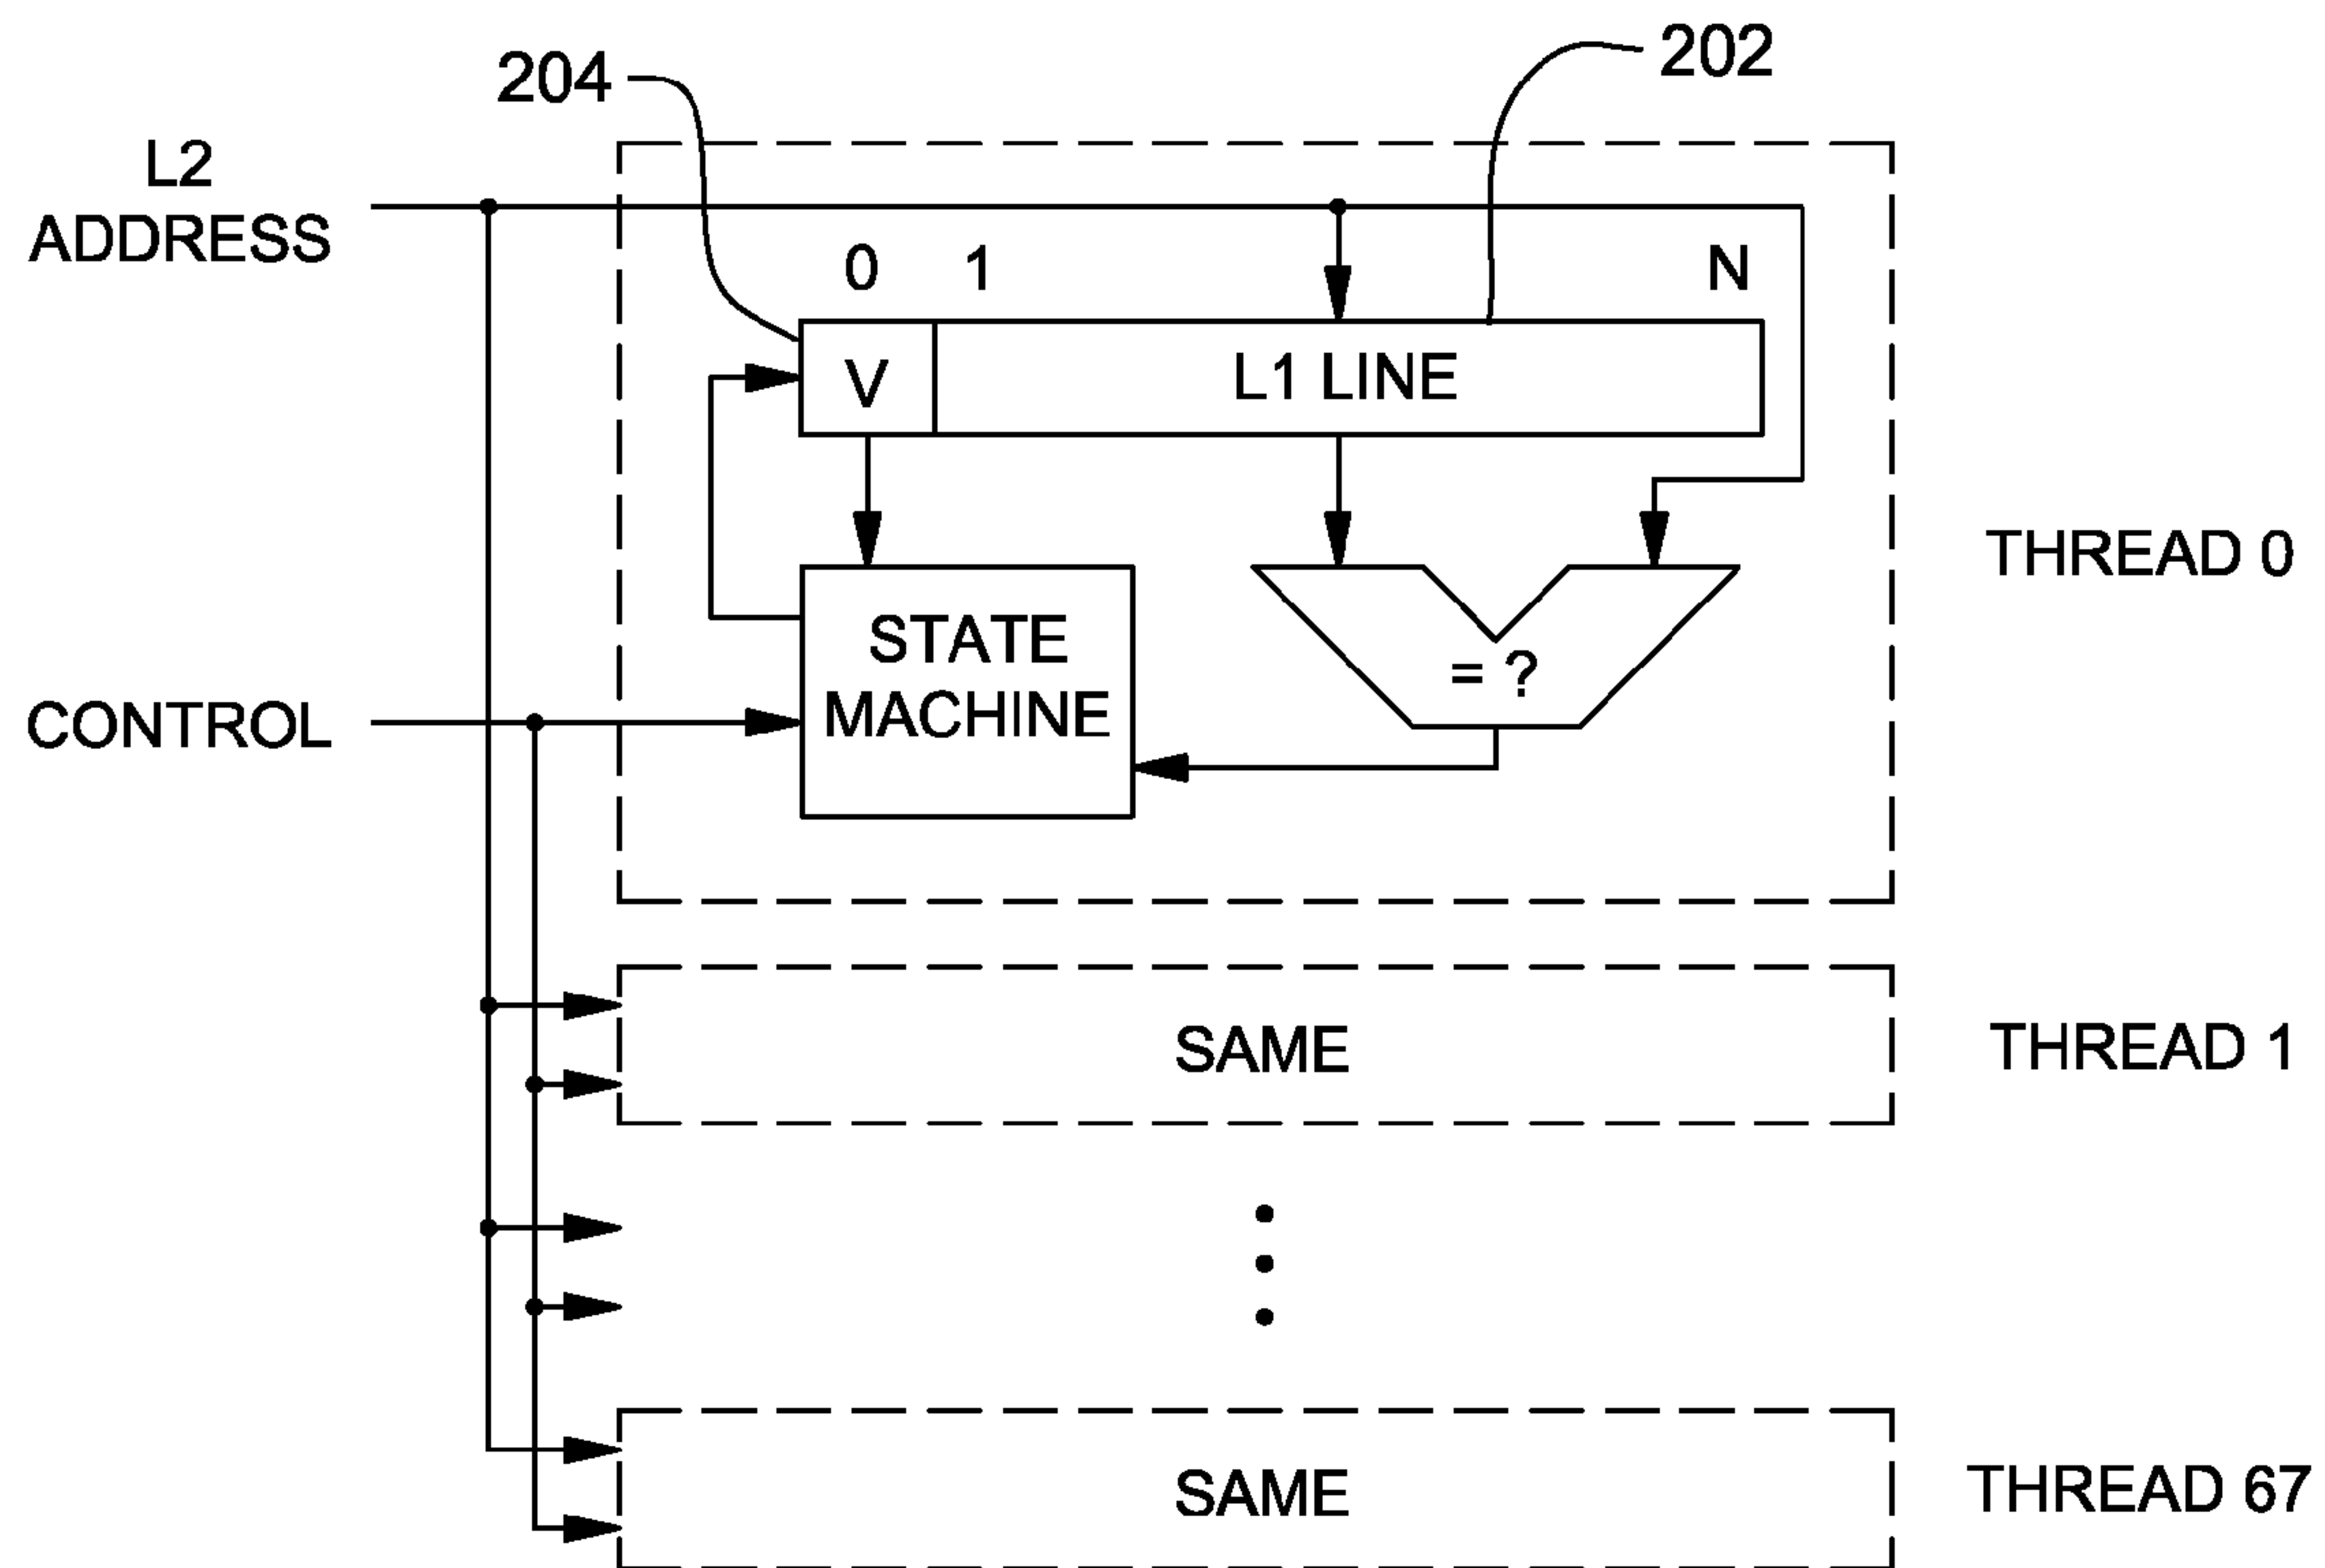 204
202
L2
ADDRESS
0 1 N
V L1 LINE
THREAD 0
STATE
MACHINE
= ?
CONTROL
SAME
THREAD 1
SAME
THREAD 67